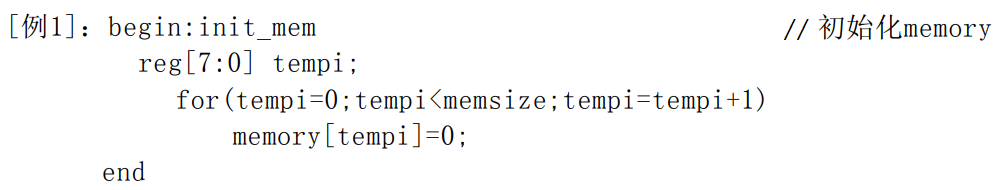 [例1]：begin:init_mem // 初始化memory
reg[7:0] tempi;
for(tempi=0;tempi<memsize;tempi=tempi+1)
memory[tempi]=0;
end